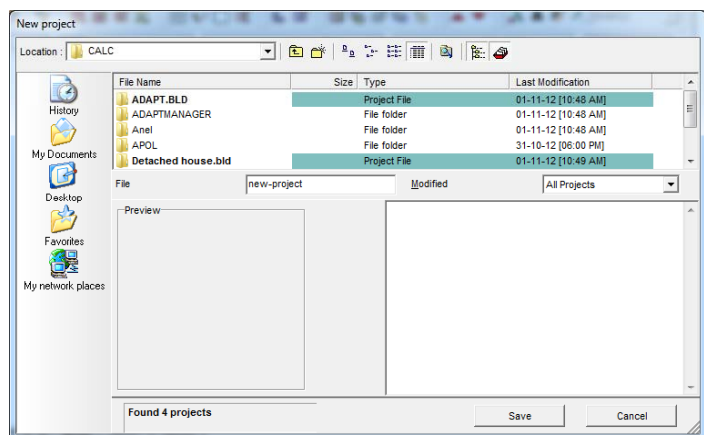 New project
Location : CALC
File Name Size Type Last Modification
ADAPT.BLD Project File 01-11-12 [10:48 AM]
ADAPTMANAGER File folder 01-11-12 [10:48 AM]
Anel File folder 01-11-12 [10:48 AM]
APOL File folder 31-10-12 [06:00 PM]
Detached house.bld Project File 01-11-12 [10:49 AM]
History
My Documents
Desktop
Favorites
My network places
File new-project Modified All Projects
Preview
Found 4 projects
Save Cancel